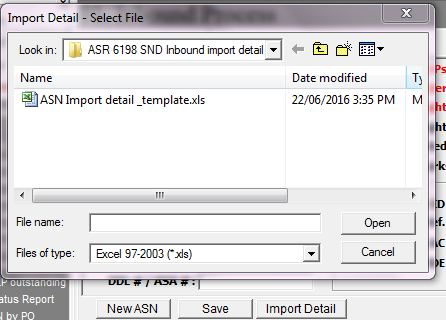 Import Detail - Select File
Look in: ASR 6198 SND Inbound import detail
Name Date modified Ty
ASN Import detail _template.xls 22/06/2016 3:35 PM M
File name: Open
Files of type: Excel 97-2003 (*.xls) Cancel
DDL # / ASA # :
outstanding
atus Report
N by PO
New ASN Save Import Detail